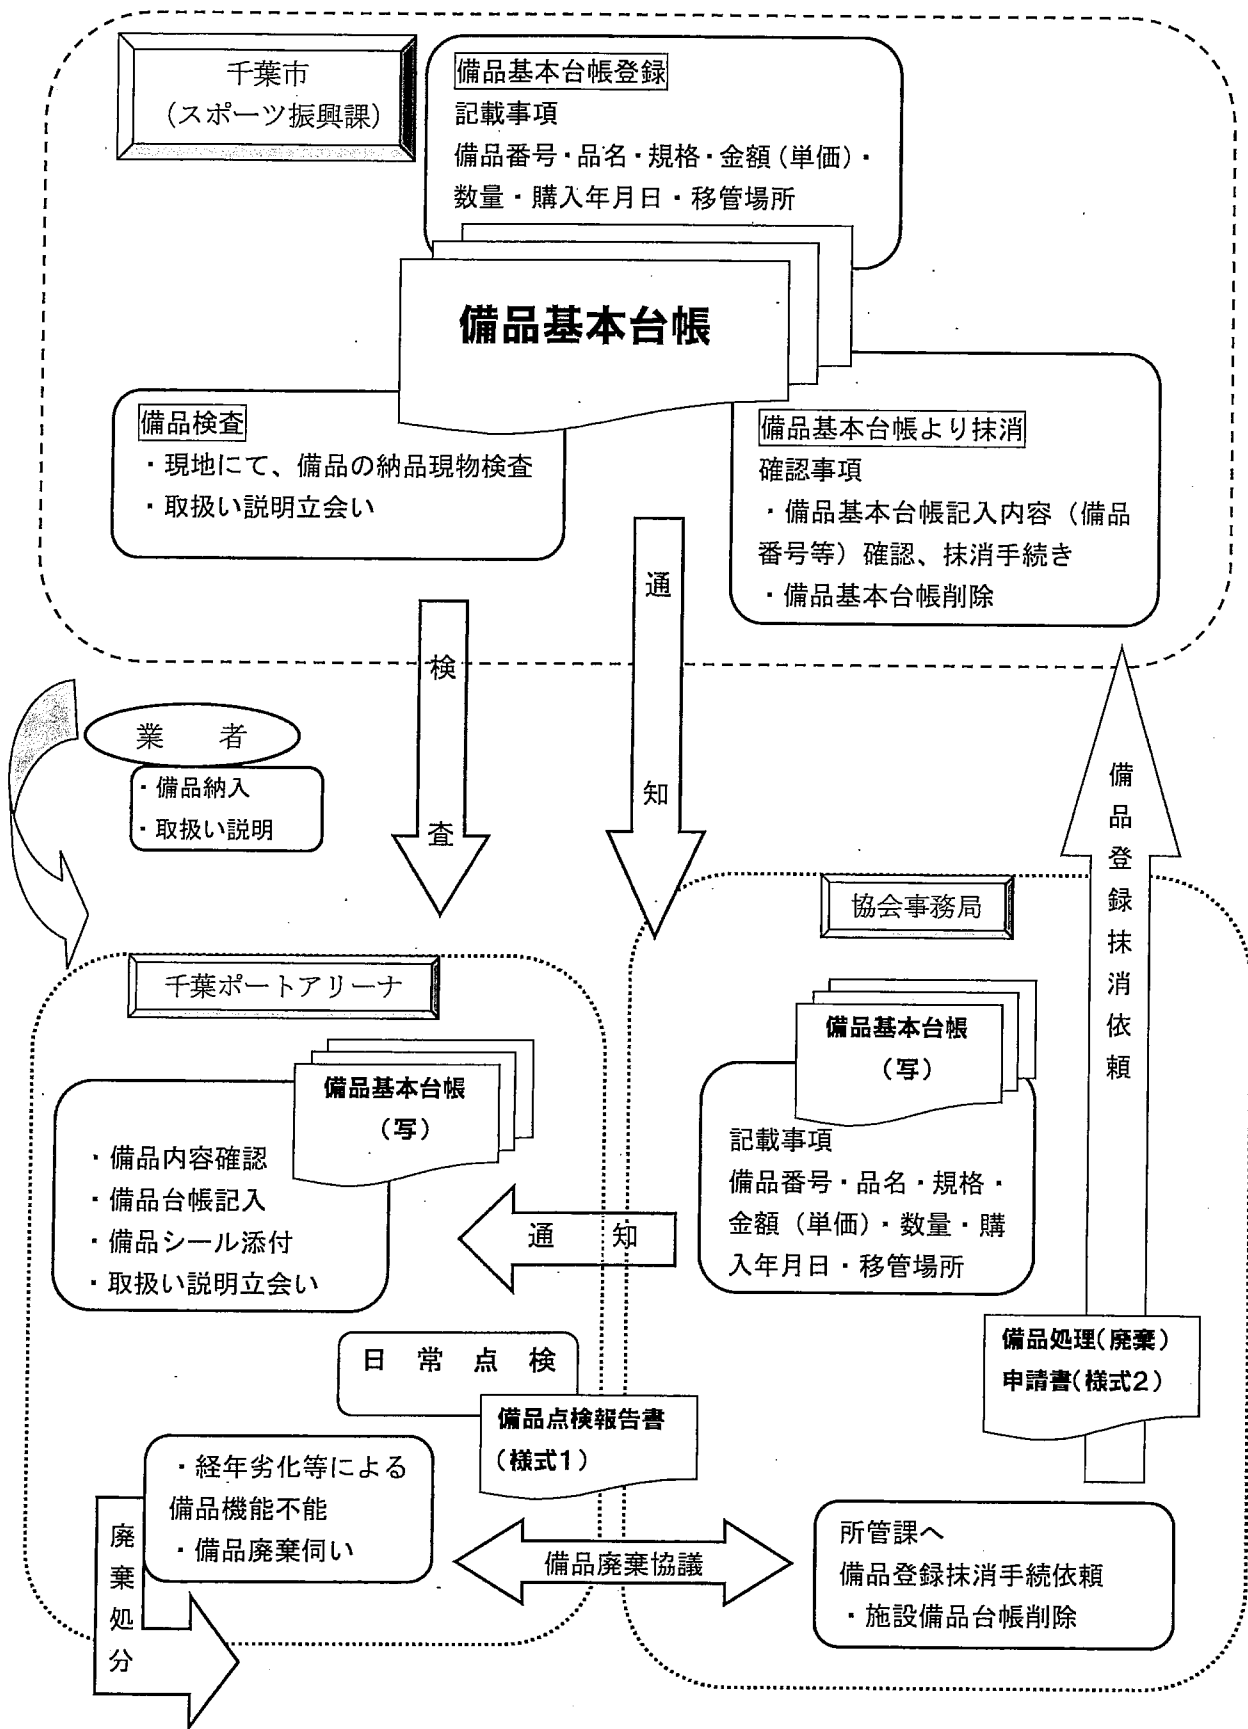 千葉市
(スポーツ振興課)
備品基本台帳登録
記載事項
備品番号・品名・規格・金額(単価)・
数量・購入年月日・移管場所
備品基本台帳
備品検査
・現地にて、備品の納品現物検査
・取扱い説明立会い
備品基本台帳より抹消
確認事項
・備品基本台帳記入内容(備品
番号等)確認、抹消手続き
・備品基本台帳削除
検査
通知
業 者
・備品納入
・取扱い説明
備品登録抹消依頼
協会事務局
備品基本台帳
(写)
記載事項
備品番号・品名・規格・
金額(単価)・数量・購
入年月日・移管場所
千葉ポートアリーナ
備品基本台帳
(写)
・備品内容確認
・備品台帳記入
・備品シール添付
・取扱い説明立会い
通 知
日 常 点 検
備品点検報告書
(様式1)
備品処理(廃棄)
申請書(様式2)
・経年劣化等による
備品機能不能
・備品廃棄伺い
廃棄処分
備品廃棄協議
所管課へ
備品登録抹消手続依頼
・施設備品台帳削除